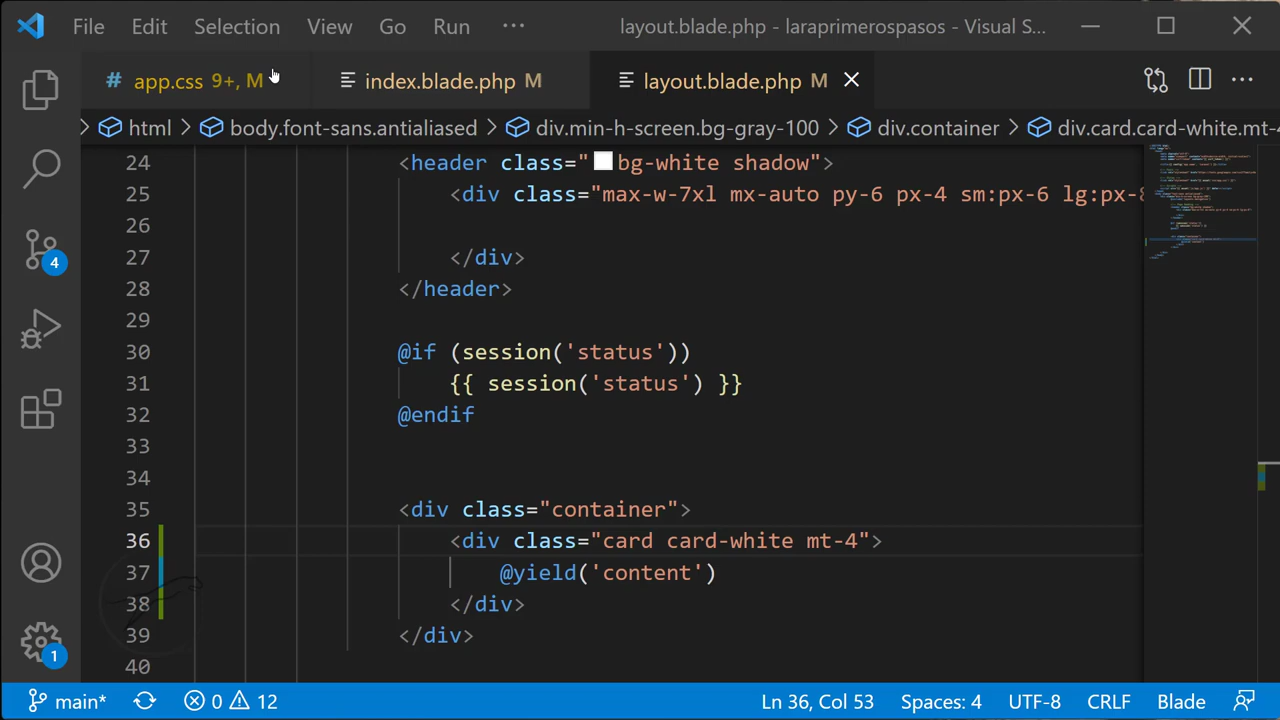 File Edit Selection View Go Run ··· layout.blade.php - laraprimerospasos - Visual S...
# app.css 9+, M index.blade.php M layout.blade.php M
html > body.font-sans.antialiased > div.min-h-screen.bg-gray-100 > div.container > div.card.card-white.mt-4
24 <header class="bg-white shadow">
25 <div class="max-w-7xl mx-auto py-6 px-4 sm:px-6 lg:px-8
26
27 </div>
28 </header>
29
30 @if (session('status'))
31 {{ session('status') }}
32 @endif
33
34
35 <div class="container">
36 <div class="card card-white mt-4">
37 @yield('content')
38 </div>
39 </div>
40
4
1
main* 0 12 Ln 36, Col 53 Spaces: 4 UTF-8 CRLF Blade